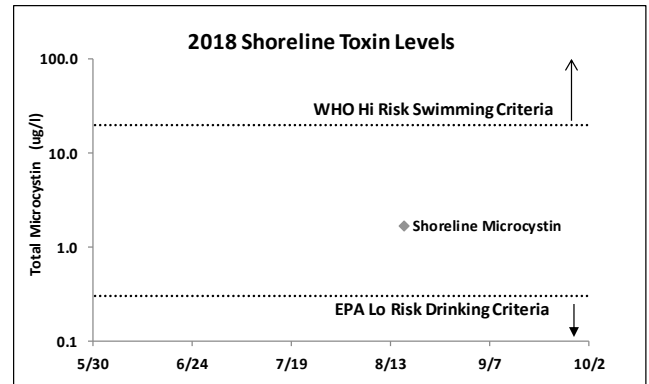 2018 Shoreline Toxin Levels
Total Microcystin (ug/l)
100.0
10.0
1.0
0.1
WHO Hi Risk Swimming Criteria
Shoreline Microcystin
EPA Lo Risk Drinking Criteria
5/30 6/24 7/19 8/13 9/7 10/2